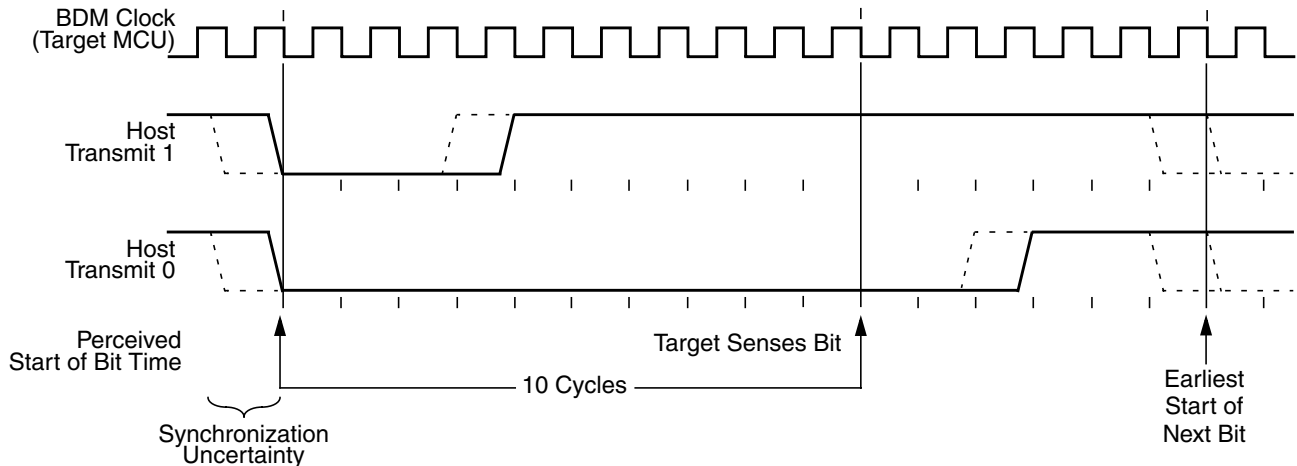 BDM Clock
(Target MCU)
Host
Transmit 1
Host
Transmit 0
Perceived
Start of Bit Time
Target Senses Bit
10 Cycles
Earliest
Start of
Next Bit
Synchronization
Uncertainty